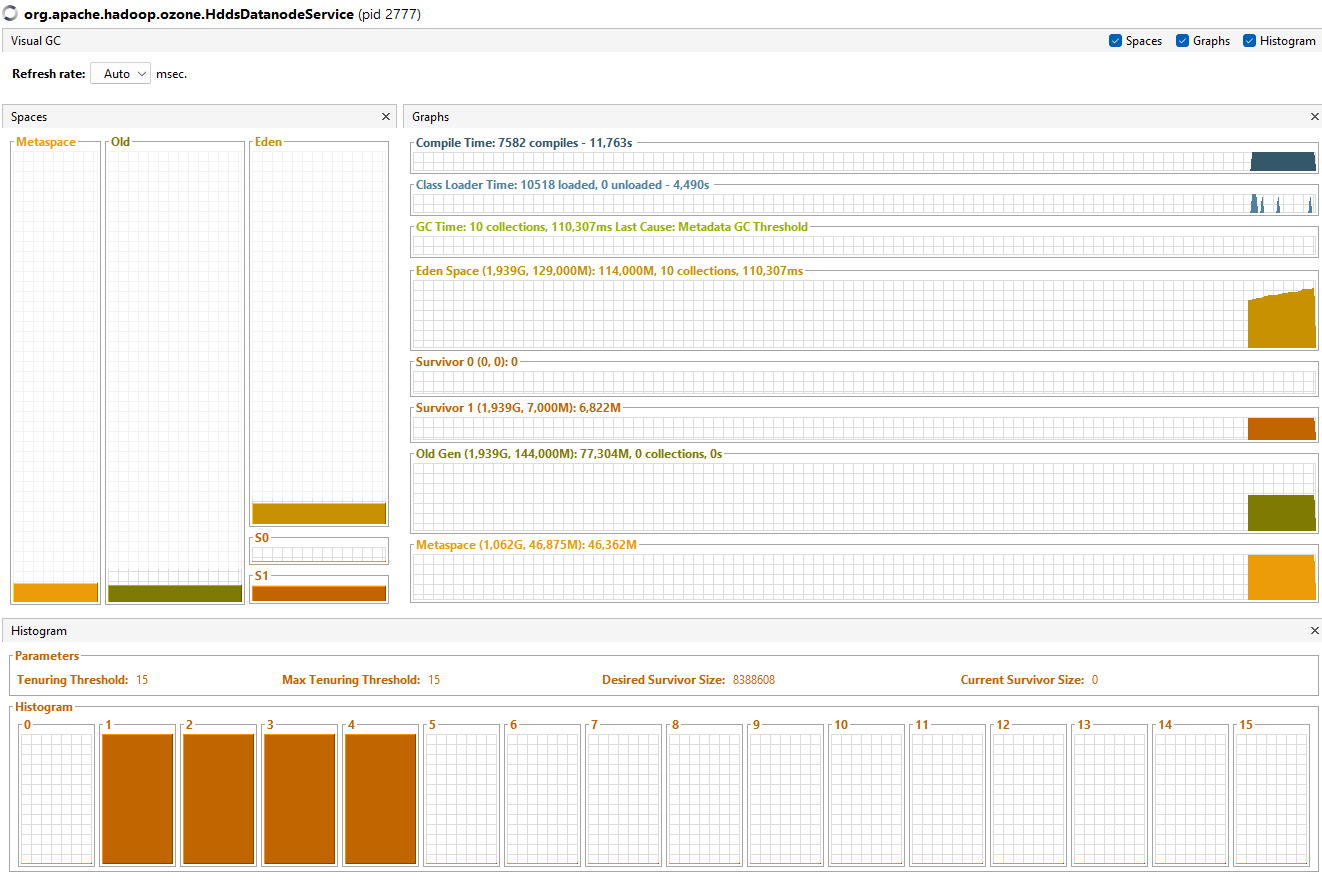 org.apache.hadoop.ozone.HddsDatanodeService (pid 2777)
Visual GC
Spaces Graphs Histogram
Refresh rate: Auto msec.
Spaces
Metaspace Old Eden
S0
S1
Graphs
Compile Time: 7582 compiles - 11,763s
Class Loader Time: 10518 loaded, 0 unloaded - 4,490s
GC Time: 10 collections, 110,307ms Last Cause: Metadata GC Threshold
Eden Space (1,939G, 129,000M): 114,000M, 10 collections, 110,307ms
Survivor 0 (0, 0): 0
Survivor 1 (1,939G, 7,000M): 6,822M
Old Gen (1,939G, 144,000M): 77,304M, 0 collections, 0s
Metaspace (1,062G, 46,875M): 46,362M
Histogram
Parameters
Tenuring Threshold: 15 Max Tenuring Threshold: 15 Desired Survivor Size: 8388608 Current Survivor Size: 0
Histogram
0 1 2 3 4 5 6 7 8 9 10 11 12 13 14 15